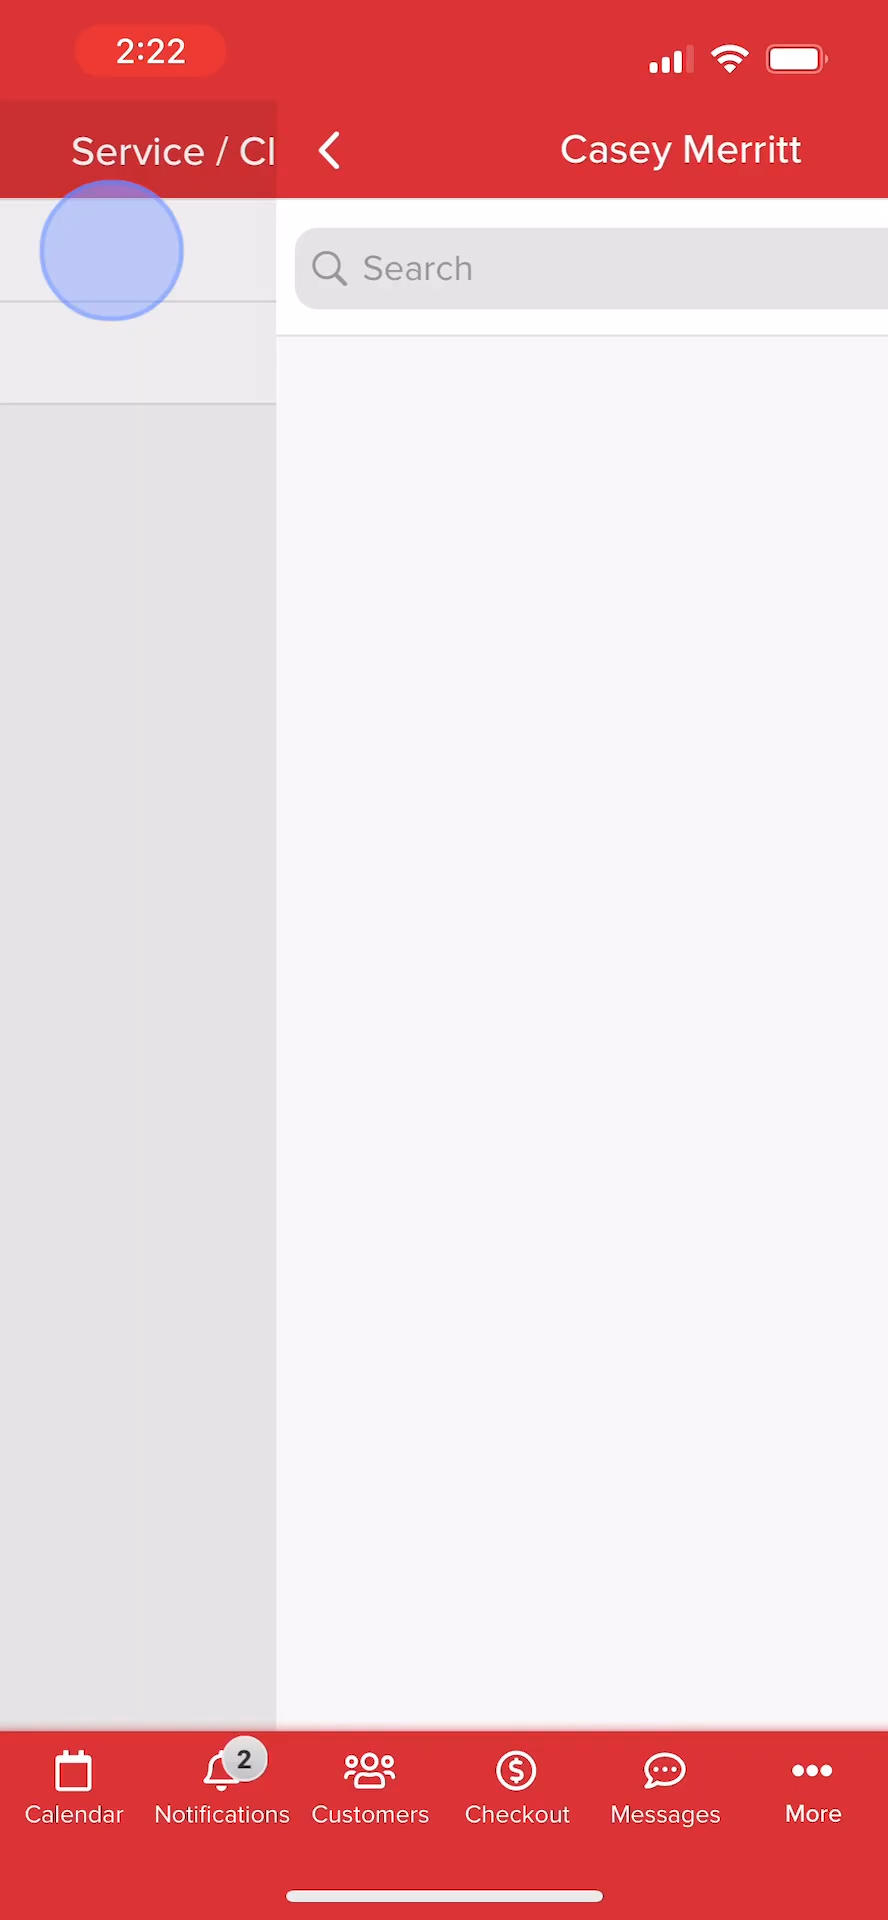 2:22
Service / Cl
Casey Merritt
Search
2
Calendar
Notifications
Customers
Checkout
Messages
More